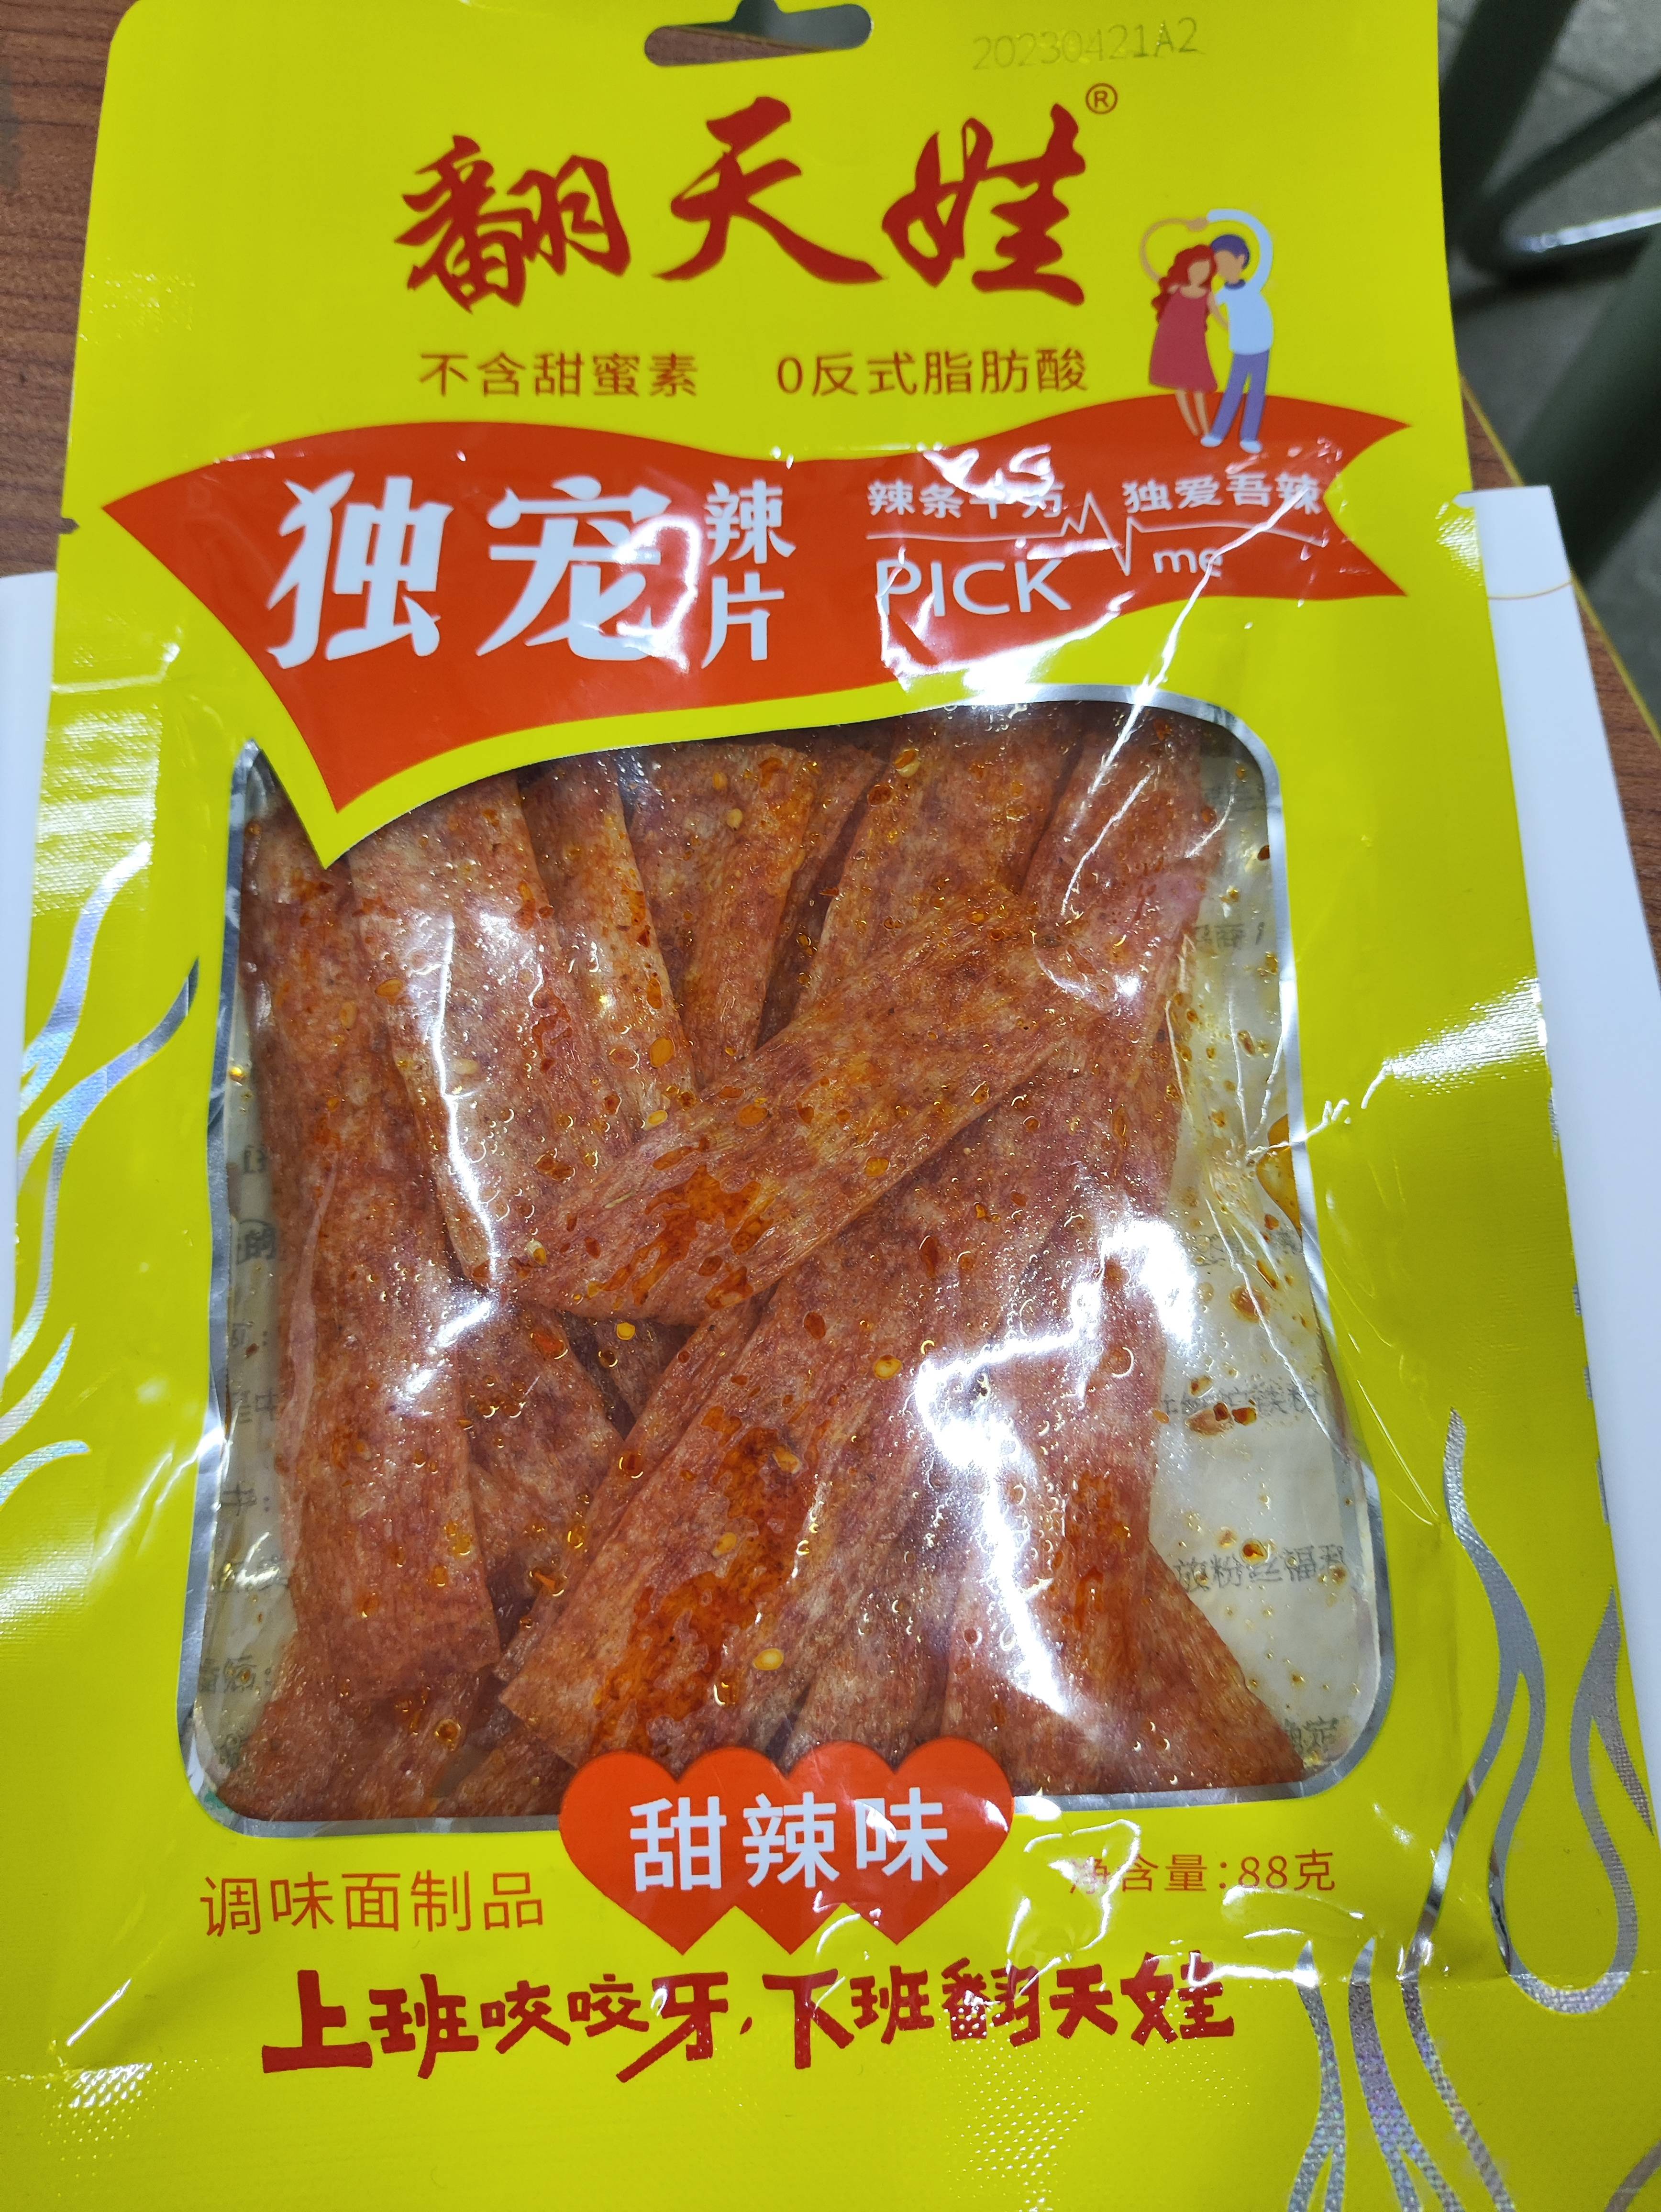 20230421A2
翻天娃®
不含甜蜜素 0反式脂肪酸
独宠辣片
辣条千万 独爱吾辣
PICK me
甜辣味
调味面制品
净含量:88克
上班咬咬牙,下班翻天娃